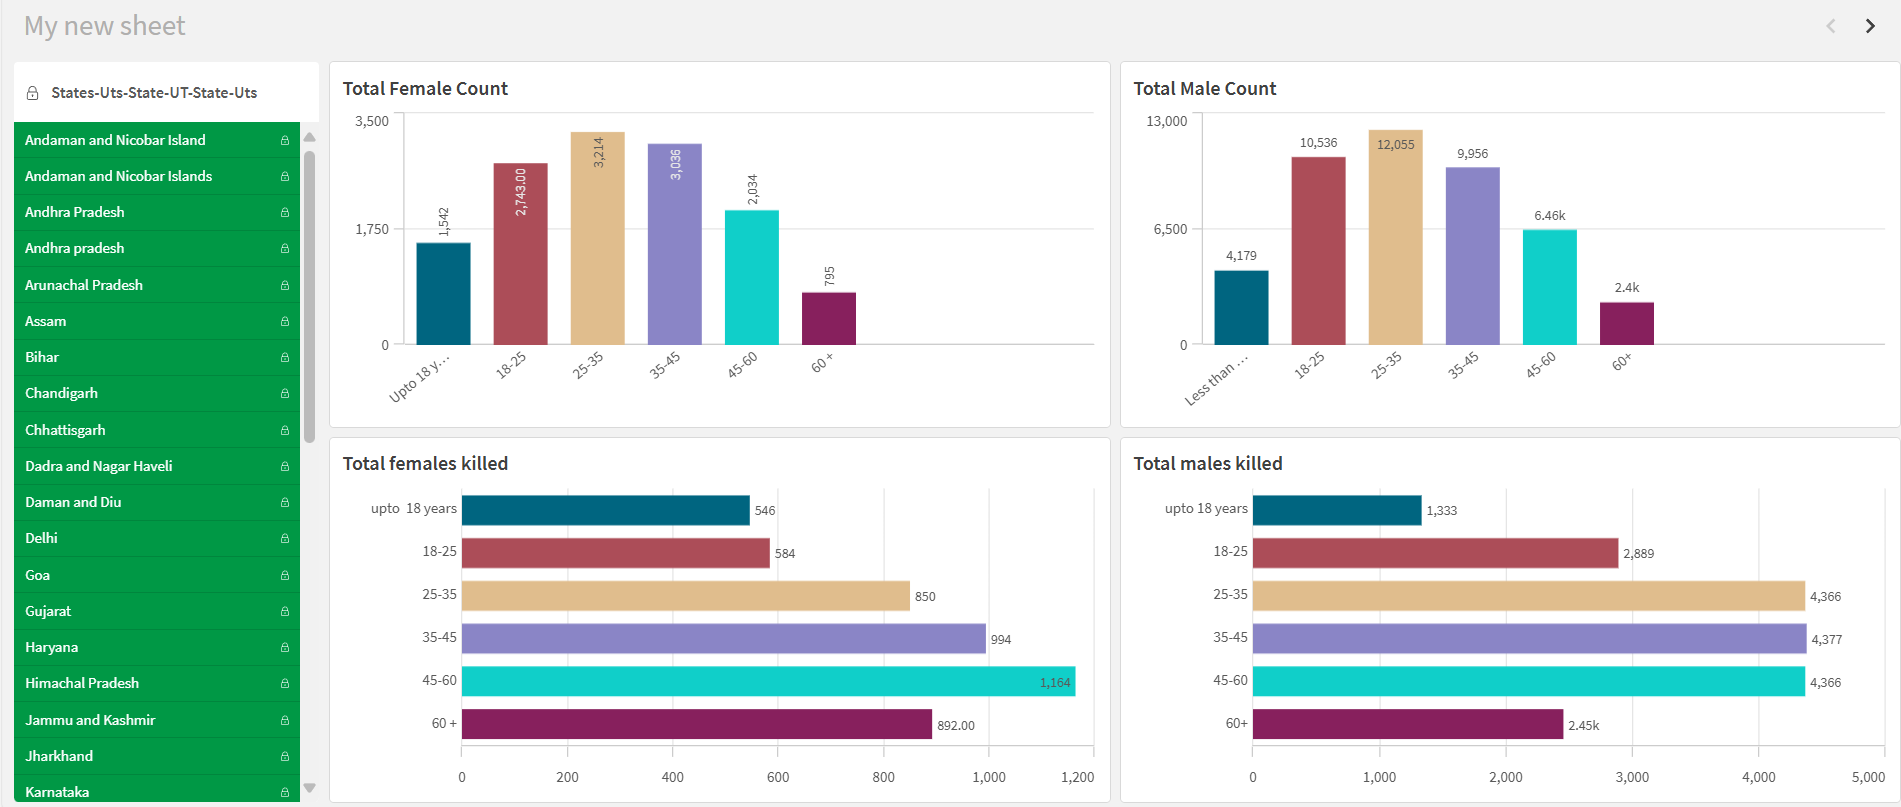 My new sheet
States-Uts-State-UT-State-Uts
Andaman and Nicobar Island
Andaman and Nicobar Islands
Andhra Pradesh
Andhra pradesh
Arunachal Pradesh
Assam
Bihar
Chandigarh
Chhattisgarh
Dadra and Nagar Haveli
Daman and Diu
Delhi
Goa
Gujarat
Haryana
Himachal Pradesh
Jammu and Kashmir
Jharkhand
Karnataka
Total Female Count
3,500
1,750
0
1,542
2,743.00
3,214
3,036
2,034
795
Upto 18 y...
18-25
25-35
35-45
45-60
60 +
Total Male Count
13,000
6,500
0
4,179
10,536
12,055
9,956
6.46k
2.4k
Less than ...
18-25
25-35
35-45
45-60
60+
Total females killed
upto 18 years 546
18-25 584
25-35 850
35-45 994
45-60 1,164
60 + 892.00
0 200 400 600 800 1,000 1,200
Total males killed
upto 18 years 1,333
18-25 2,889
25-35 4,366
35-45 4,377
45-60 4,366
60+ 2.45k
0 1,000 2,000 3,000 4,000 5,000